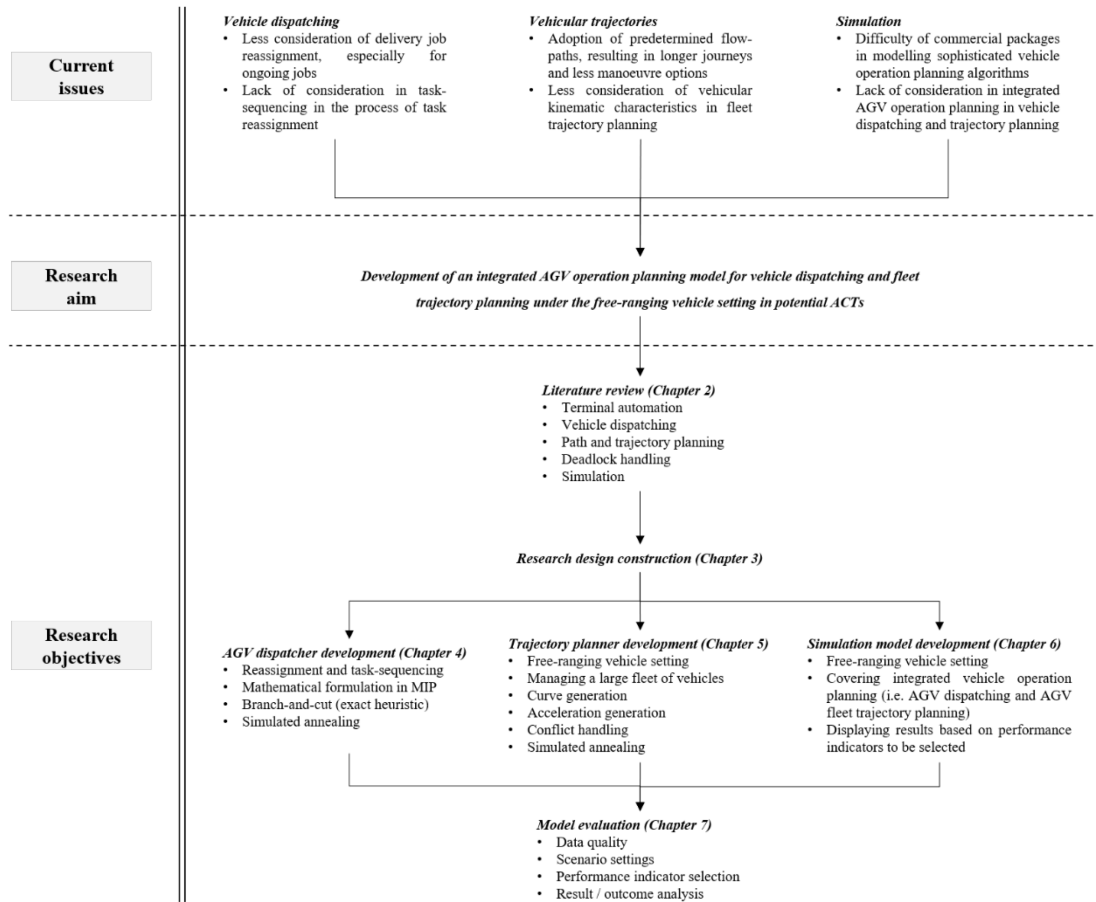 Current
issues
Vehicle dispatching
• Less consideration of delivery job
reassignment, especially for
ongoing jobs
• Lack of consideration in task-
sequencing in the process of task
reassignment
Vehicular trajectories
• Adoption of predetermined flow-
paths, resulting in longer journeys
and less manoeuvre options
• Less consideration of vehicular
kinematic characteristics in fleet
trajectory planning
Simulation
• Difficulty of commercial packages
in modelling sophisticated vehicle
operation planning algorithms
• Lack of consideration in integrated
AGV operation planning in vehicle
dispatching and trajectory planning
Research
aim
Development of an integrated AGV operation planning model for vehicle dispatching and fleet
trajectory planning under the free-ranging vehicle setting in potential ACTs
Research
objectives
Literature review (Chapter 2)
• Terminal automation
• Vehicle dispatching
• Path and trajectory planning
• Deadlock handling
• Simulation
Research design construction (Chapter 3)
AGV dispatcher development (Chapter 4)
• Reassignment and task-sequencing
• Mathematical formulation in MIP
• Branch-and-cut (exact heuristic)
• Simulated annealing
Trajectory planner development (Chapter 5)
• Free-ranging vehicle setting
• Managing a large fleet of vehicles
• Curve generation
• Acceleration generation
• Conflict handling
• Simulated annealing
Simulation model development (Chapter 6)
• Free-ranging vehicle setting
• Covering integrated vehicle operation
planning (i.e. AGV dispatching and AGV
fleet trajectory planning)
• Displaying results based on performance
indicators to be selected
Model evaluation (Chapter 7)
• Data quality
• Scenario settings
• Performance indicator selection
• Result / outcome analysis